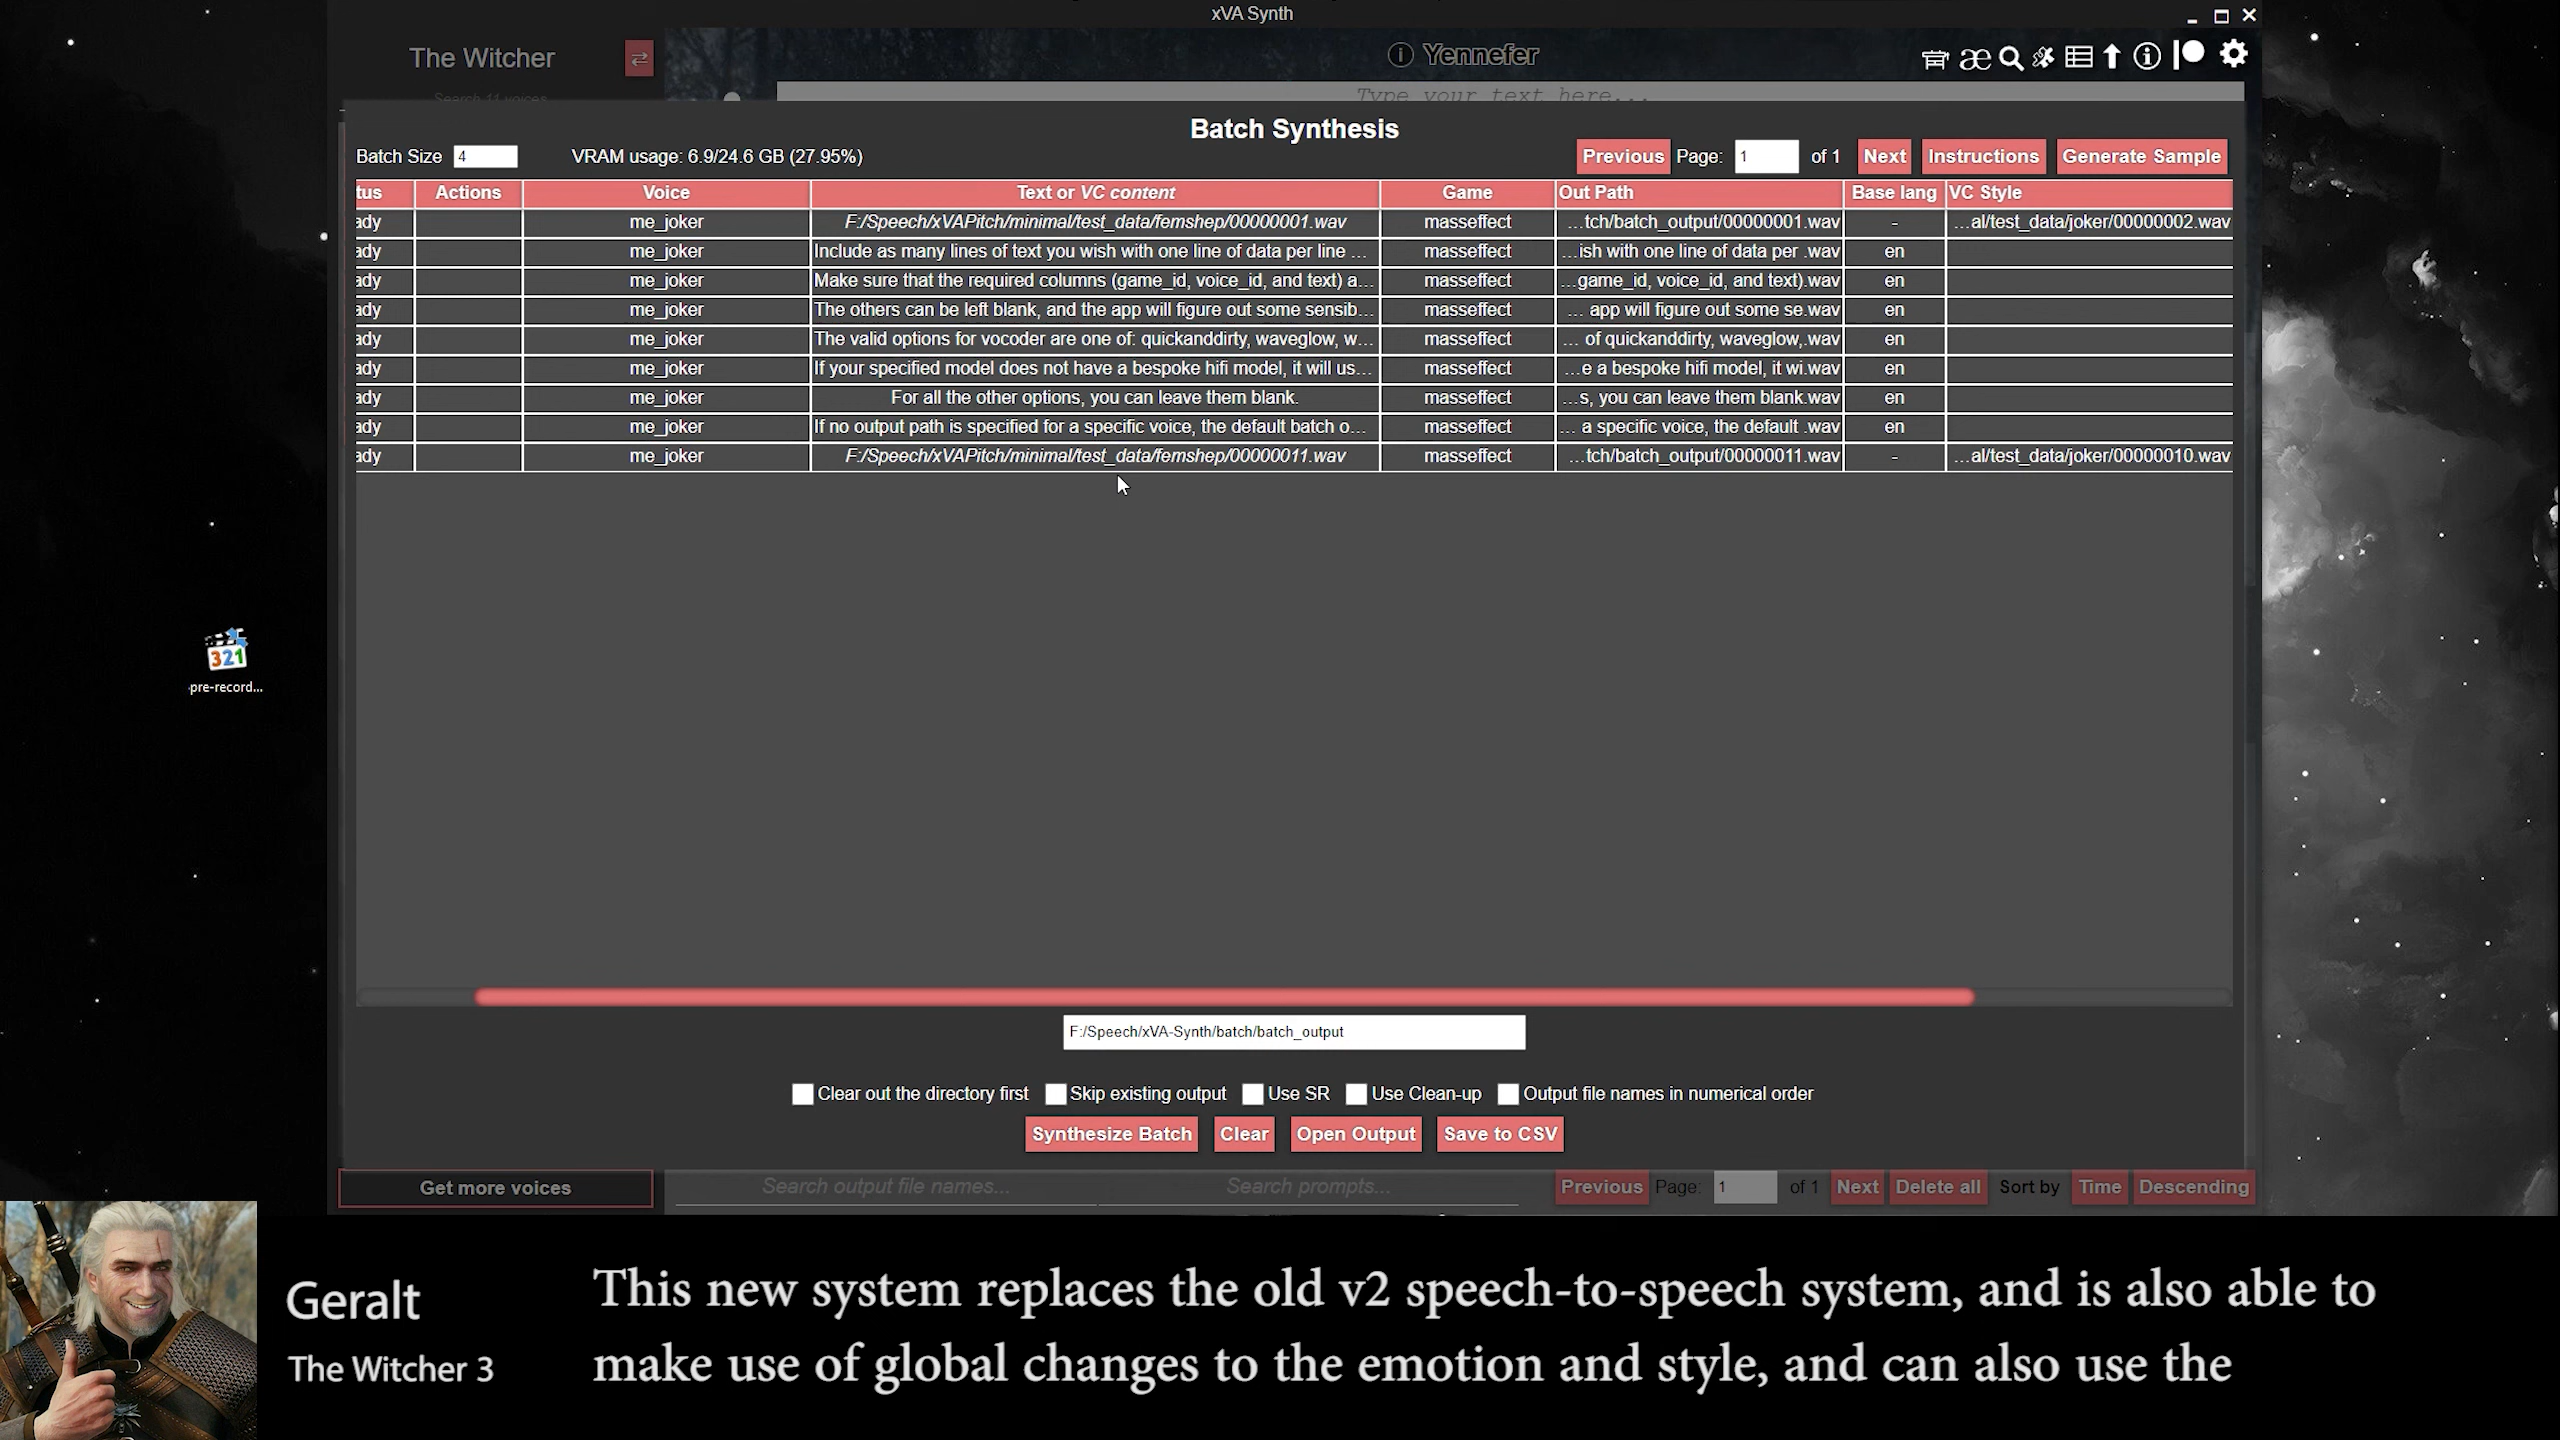 xVA Synth
The Witcher
Yennefer
Search 11 voices
Type your text here...
Batch Synthesis
Batch Size 4 VRAM usage: 6.9/24.6 GB (27.95%) Previous Page: 1 of 1 Next Instructions Generate Sample
tus Actions Voice Text or VC content Game Out Path Base lang VC Style
ady me_joker F:/Speech/xVAPitch/minimal/test_data/femshep/00000001.wav masseffect ...tch/batch_output/00000001.wav - ...al/test_data/joker/00000002.wav
ady me_joker Include as many lines of text you wish with one line of data per line ... masseffect ...ish with one line of data per .wav en
ady me_joker Make sure that the required columns (game_id, voice_id, and text) a... masseffect ...game_id, voice_id, and text).wav en
ady me_joker The others can be left blank, and the app will figure out some sensib... masseffect ... app will figure out some se.wav en
ady me_joker The valid options for vocoder are one of: quickanddirty, waveglow, w... masseffect ... of quickanddirty, waveglow,.wav en
ady me_joker If your specified model does not have a bespoke hifi model, it will us... masseffect ...e a bespoke hifi model, it wi.wav en
ady me_joker For all the other options, you can leave them blank. masseffect ...s, you can leave them blank.wav en
ady me_joker If no output path is specified for a specific voice, the default batch o... masseffect ... a specific voice, the default .wav en
ady me_joker F:/Speech/xVAPitch/minimal/test_data/femshep/00000011.wav masseffect ...tch/batch_output/00000011.wav - ...al/test_data/joker/00000010.wav
321
pre-record...
F:/Speech/xVA-Synth/batch/batch_output
Clear out the directory first Skip existing output Use SR Use Clean-up Output file names in numerical order
Synthesize Batch Clear Open Output Save to CSV
Get more voices Search output file names... Search prompts... Previous Page: 1 of 1 Next Delete all Sort by Time Descending
Geralt
The Witcher 3
This new system replaces the old v2 speech-to-speech system, and is also able to
make use of global changes to the emotion and style, and can also use the